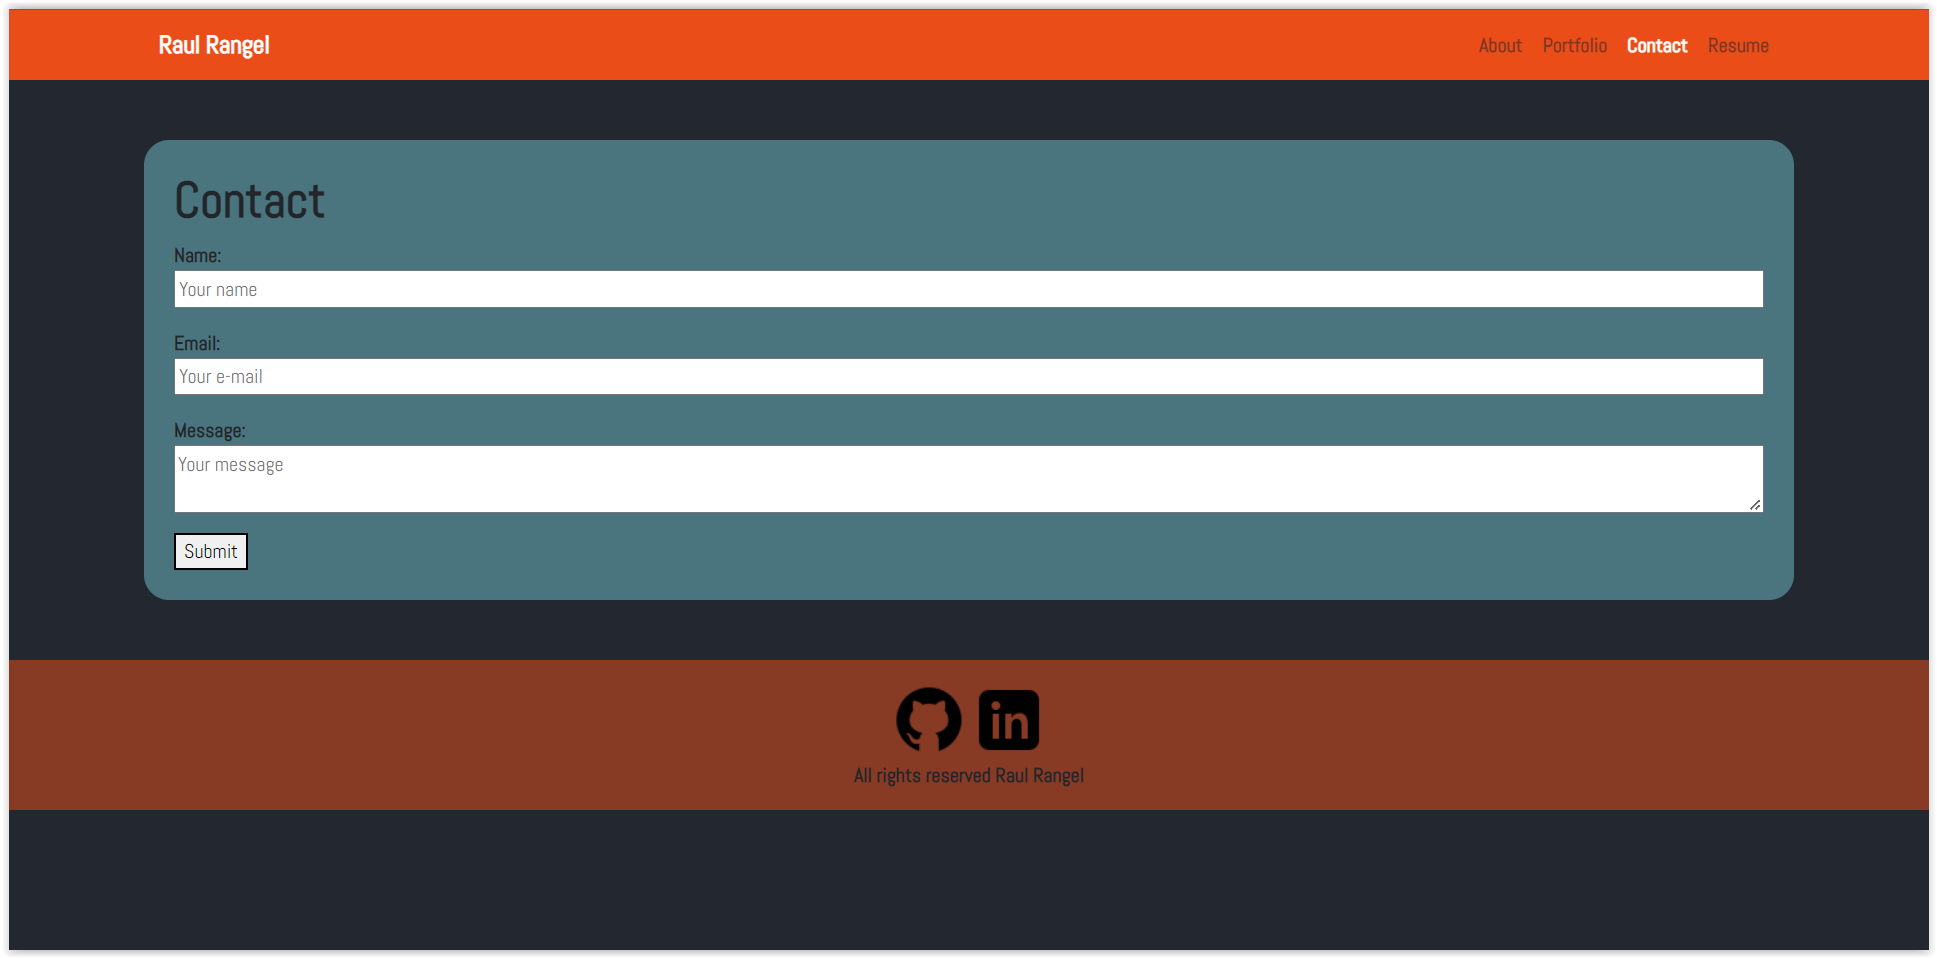 Raul Rangel
About Portfolio Contact Resume
Contact
Name:
Your name
Email:
Your e-mail
Message:
Your message
Submit
in
All rights reserved Raul Rangel